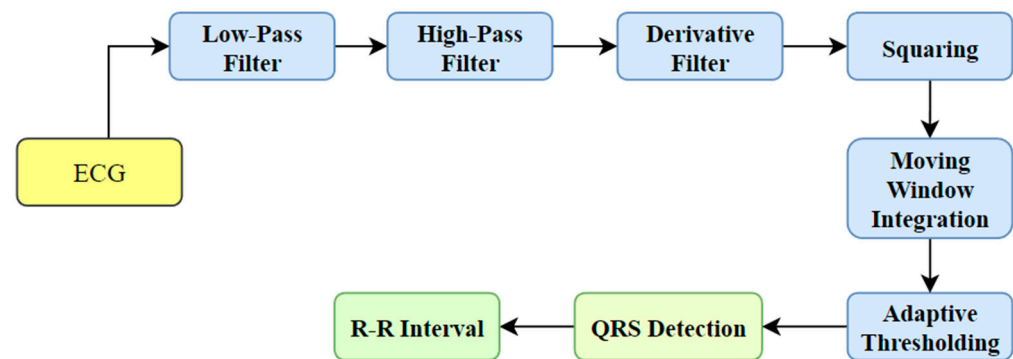 Low-Pass
Filter
High-Pass
Filter
Derivative
Filter
Squaring
ECG
Moving
Window
Integration
Adaptive
Thresholding
QRS Detection
R-R Interval